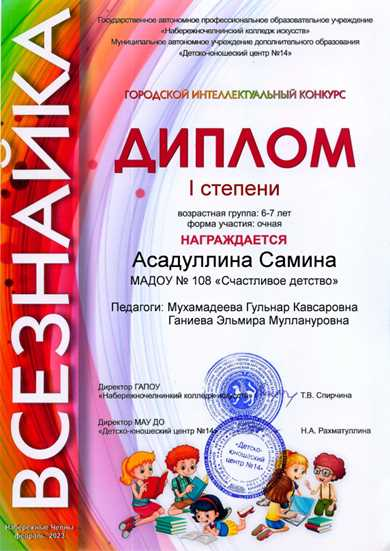 Государственное автономное профессиональное образовательное учреждение
«Набережночелнинский колледж искусств»
Муниципальное автономное учреждение дополнительного образования
«Детско-юношеский центр №14»
ВСЕЗНАЙКА
ГОРОДСКОЙ ИНТЕЛЛЕКТУАЛЬНЫЙ КОНКУРС
ДИПЛОМ
I степени
возрастная группа: 6-7 лет
форма участия: очная
НАГРАЖДАЕТСЯ
Асадуллина Самина
МАДОУ № 108 «Счастливое детство»
Педагоги: Мухамадеева Гульнар Кавсаровна
Ганиева Эльмира Муллануровна
Директор ГАПОУ
«Набережночелнинкий колледж искусств» Т.В. Спирчина
Директор МАУ ДО
«Детско-юношеский центр №14» Н.А. Рахматуллина
«Детско-
юношеский
центр №14»
Набережные Челны
февраль, 2023